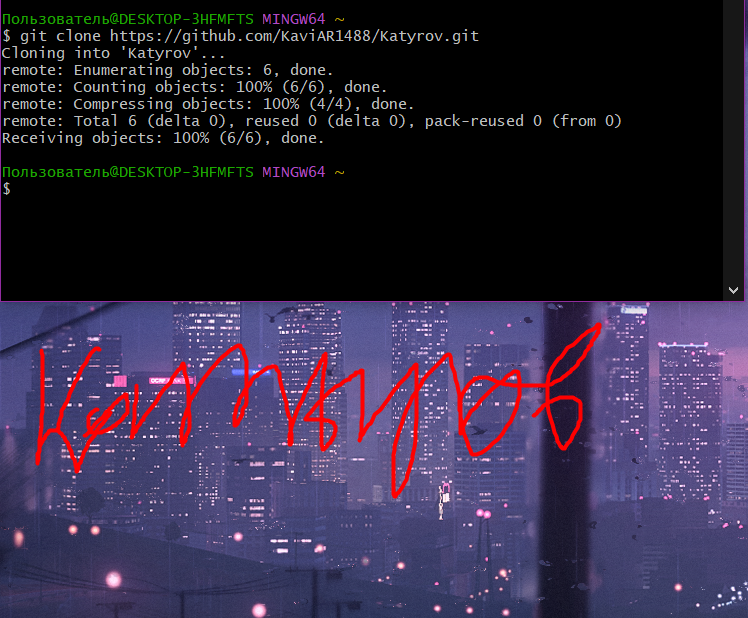 Пользователь@DESKTOP-3HFMFTS MINGW64 ~
$ git clone https://github.com/KaviAR1488/Katyrov.git
Cloning into 'Katyrov'...
remote: Enumerating objects: 6, done.
remote: Counting objects: 100% (6/6), done.
remote: Compressing objects: 100% (4/4), done.
remote: Total 6 (delta 0), reused 0 (delta 0), pack-reused 0 (from 0)
Receiving objects: 100% (6/6), done.
Пользователь@DESKTOP-3HFMFTS MINGW64 ~
$